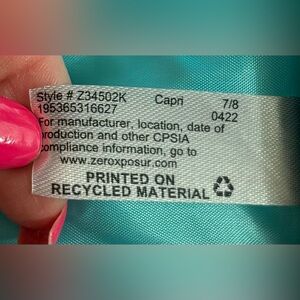 Style # Z34502K Capri 7/8
195365316627 0422
For manufacturer, location, date of
production and other CPSIA
compliance information, go to
www.zeroxposur.com
PRINTED ON
RECYCLED MATERIAL